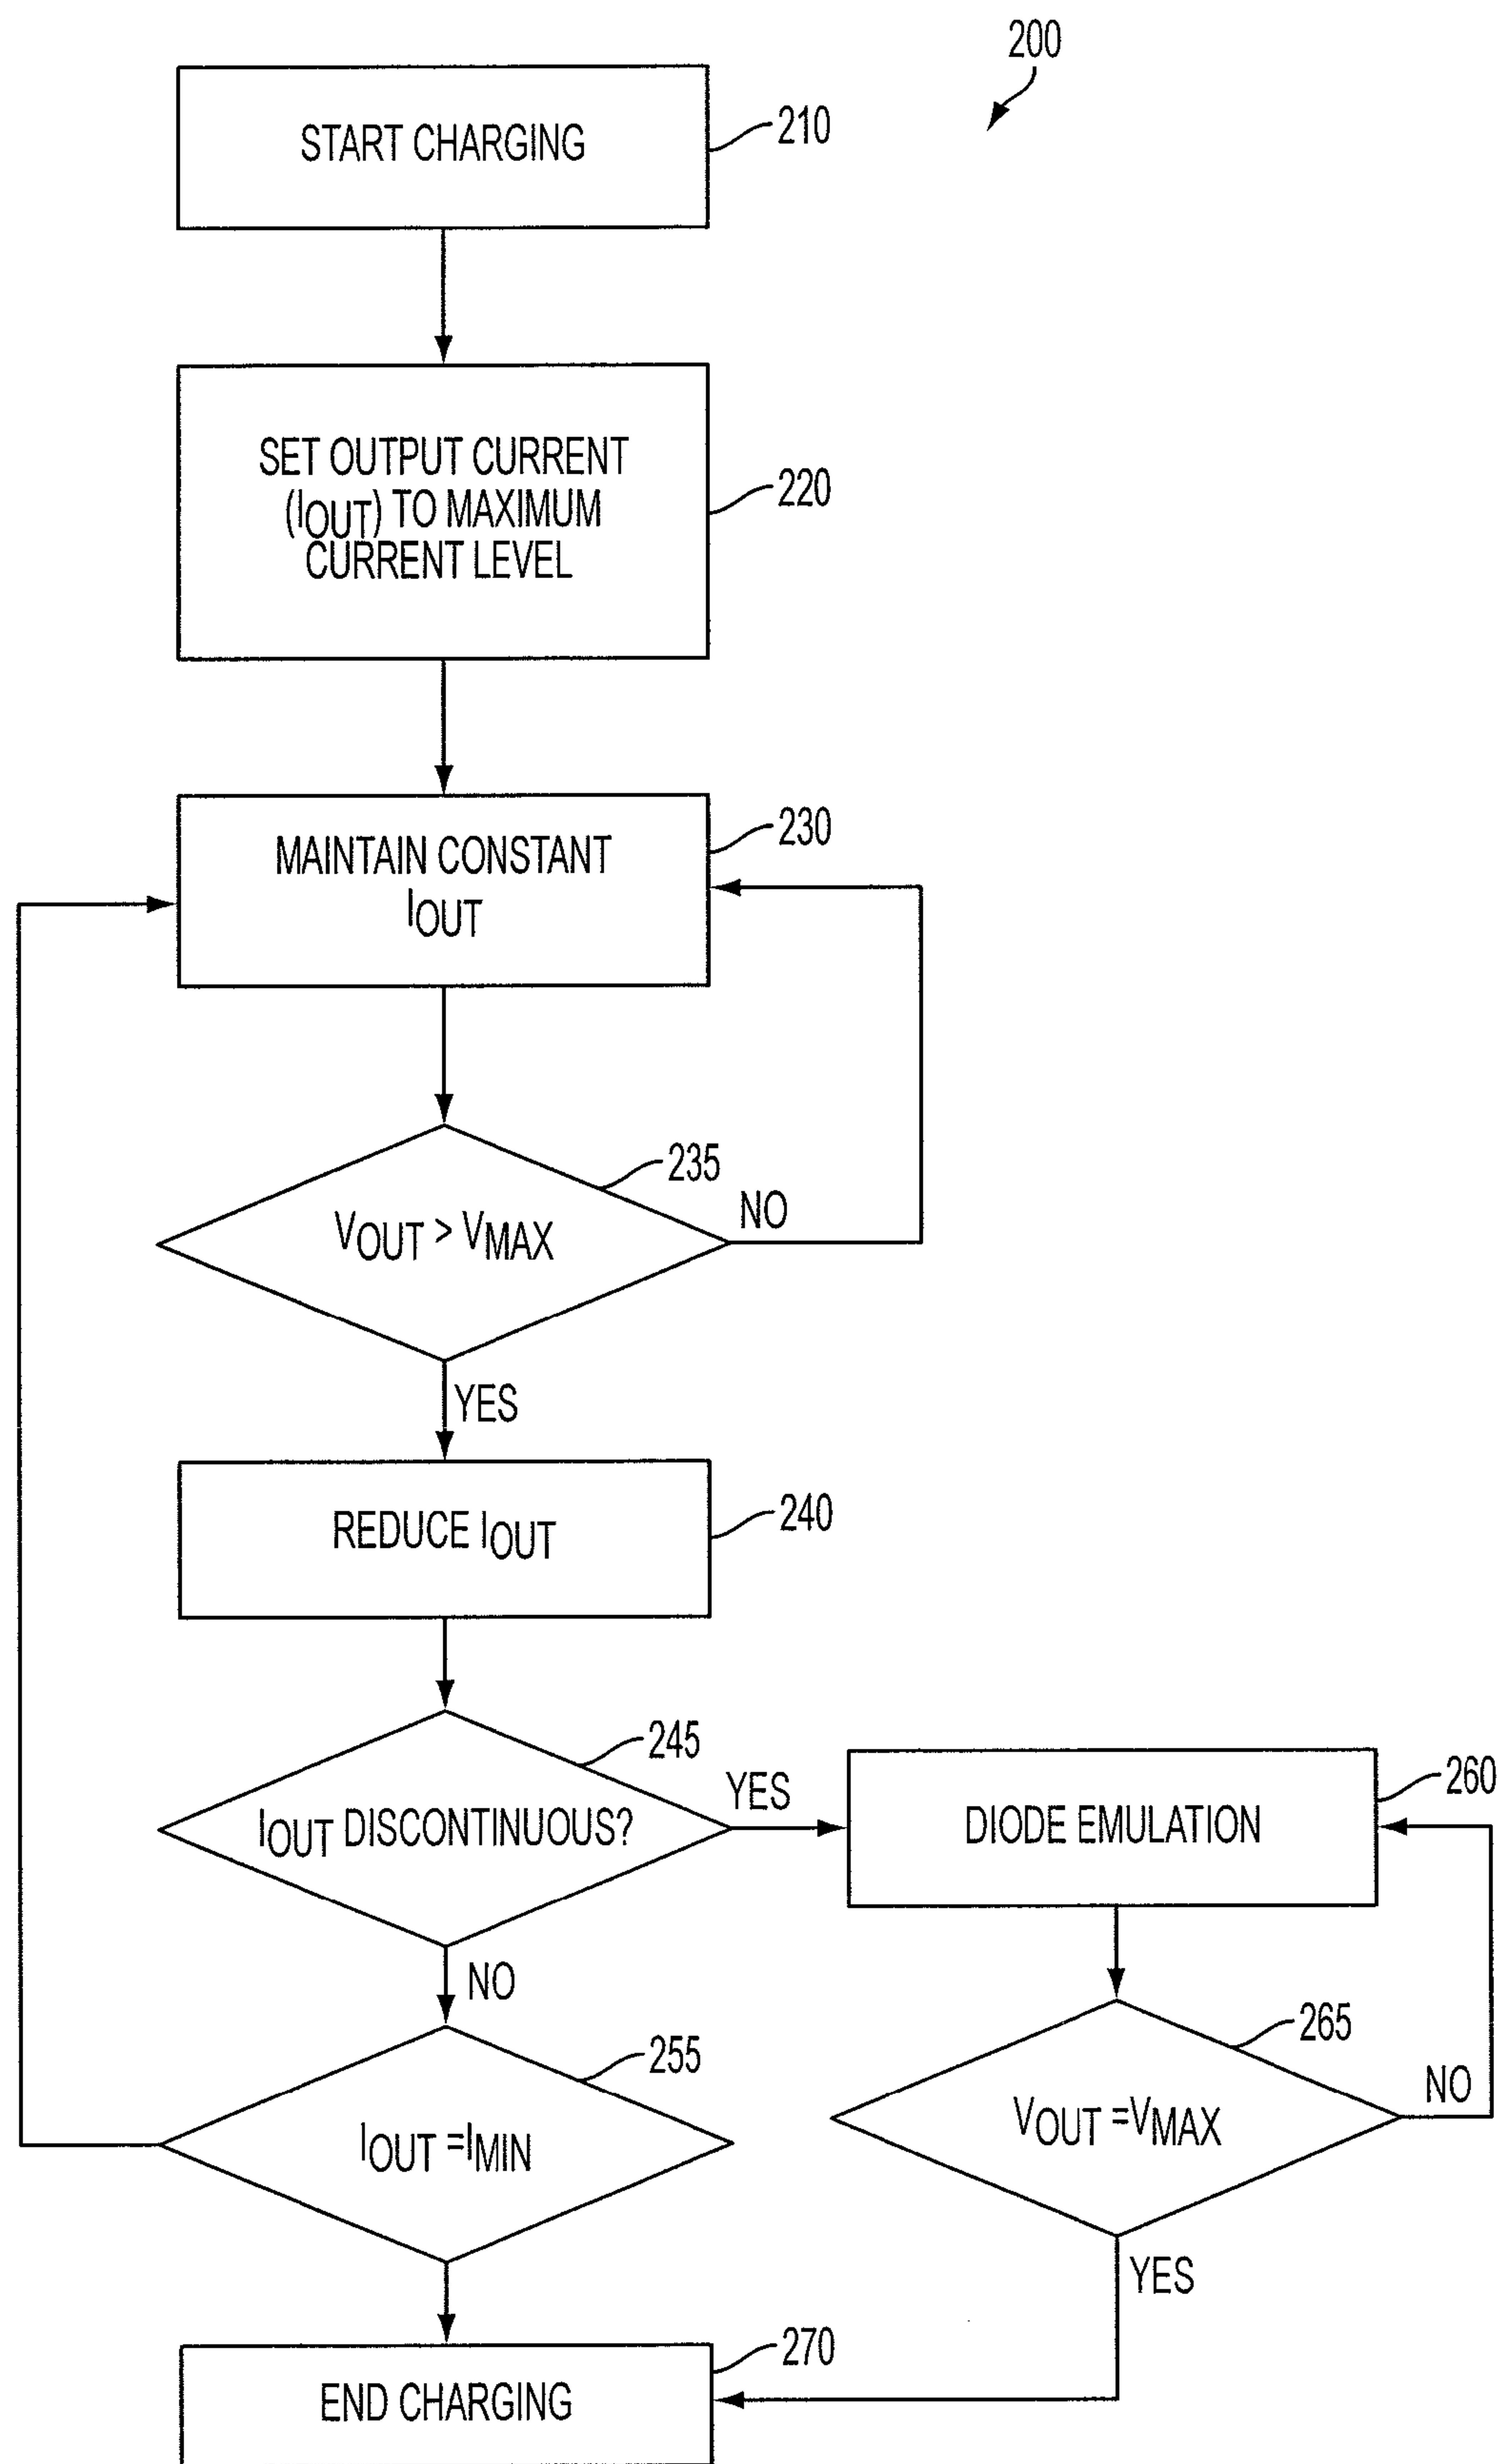 200
START CHARGING
210
SET OUTPUT CURRENT
(IOUT) TO MAXIMUM
CURRENT LEVEL
220
MAINTAIN CONSTANT
IOUT
230
VOUT > VMAX
235
NO
YES
REDUCE IOUT
240
IOUT DISCONTINUOUS?
245
YES
NO
DIODE EMULATION
260
IOUT =IMIN
255
VOUT =VMAX
265
NO
YES
END CHARGING
270